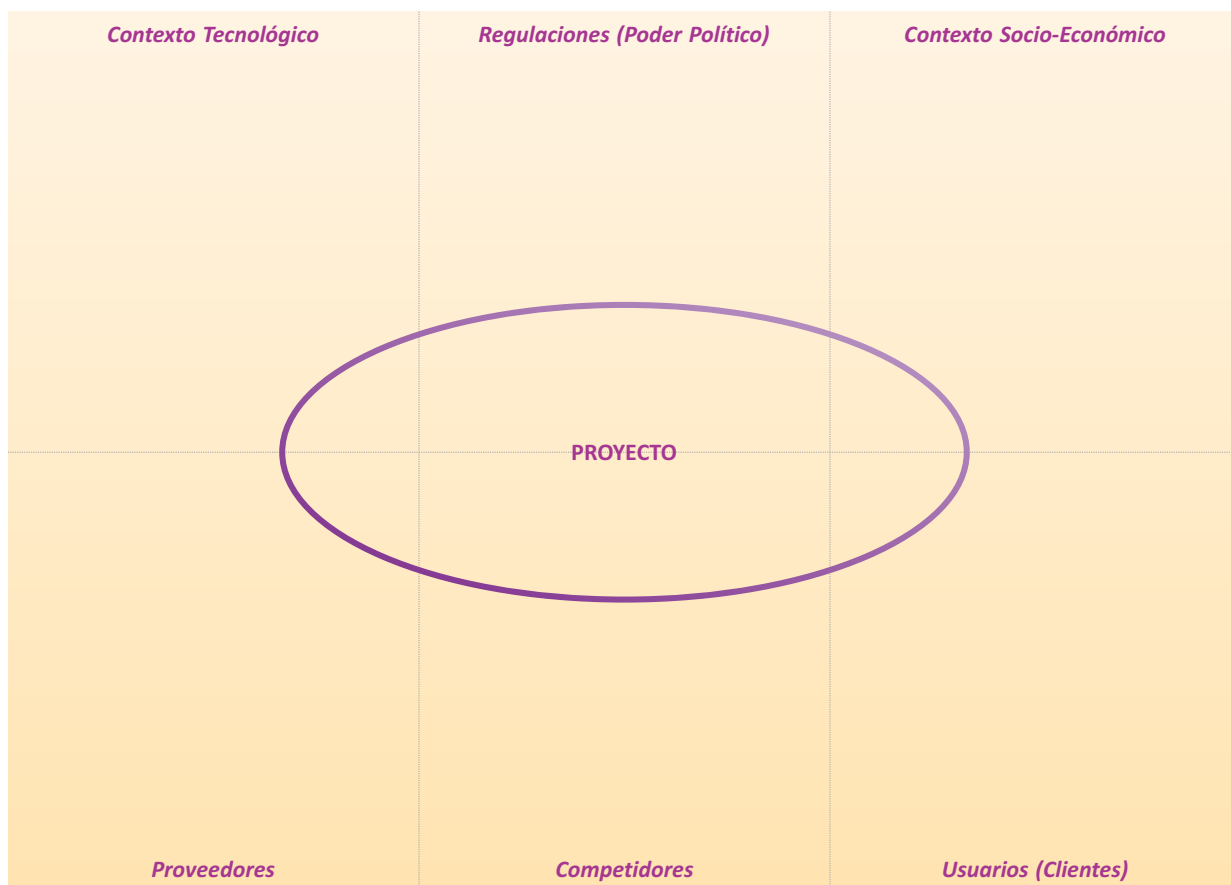 Contexto Tecnológico
Regulaciones (Poder Político)
Contexto Socio-Económico
PROYECTO
Proveedores
Competidores
Usuarios (Clientes)